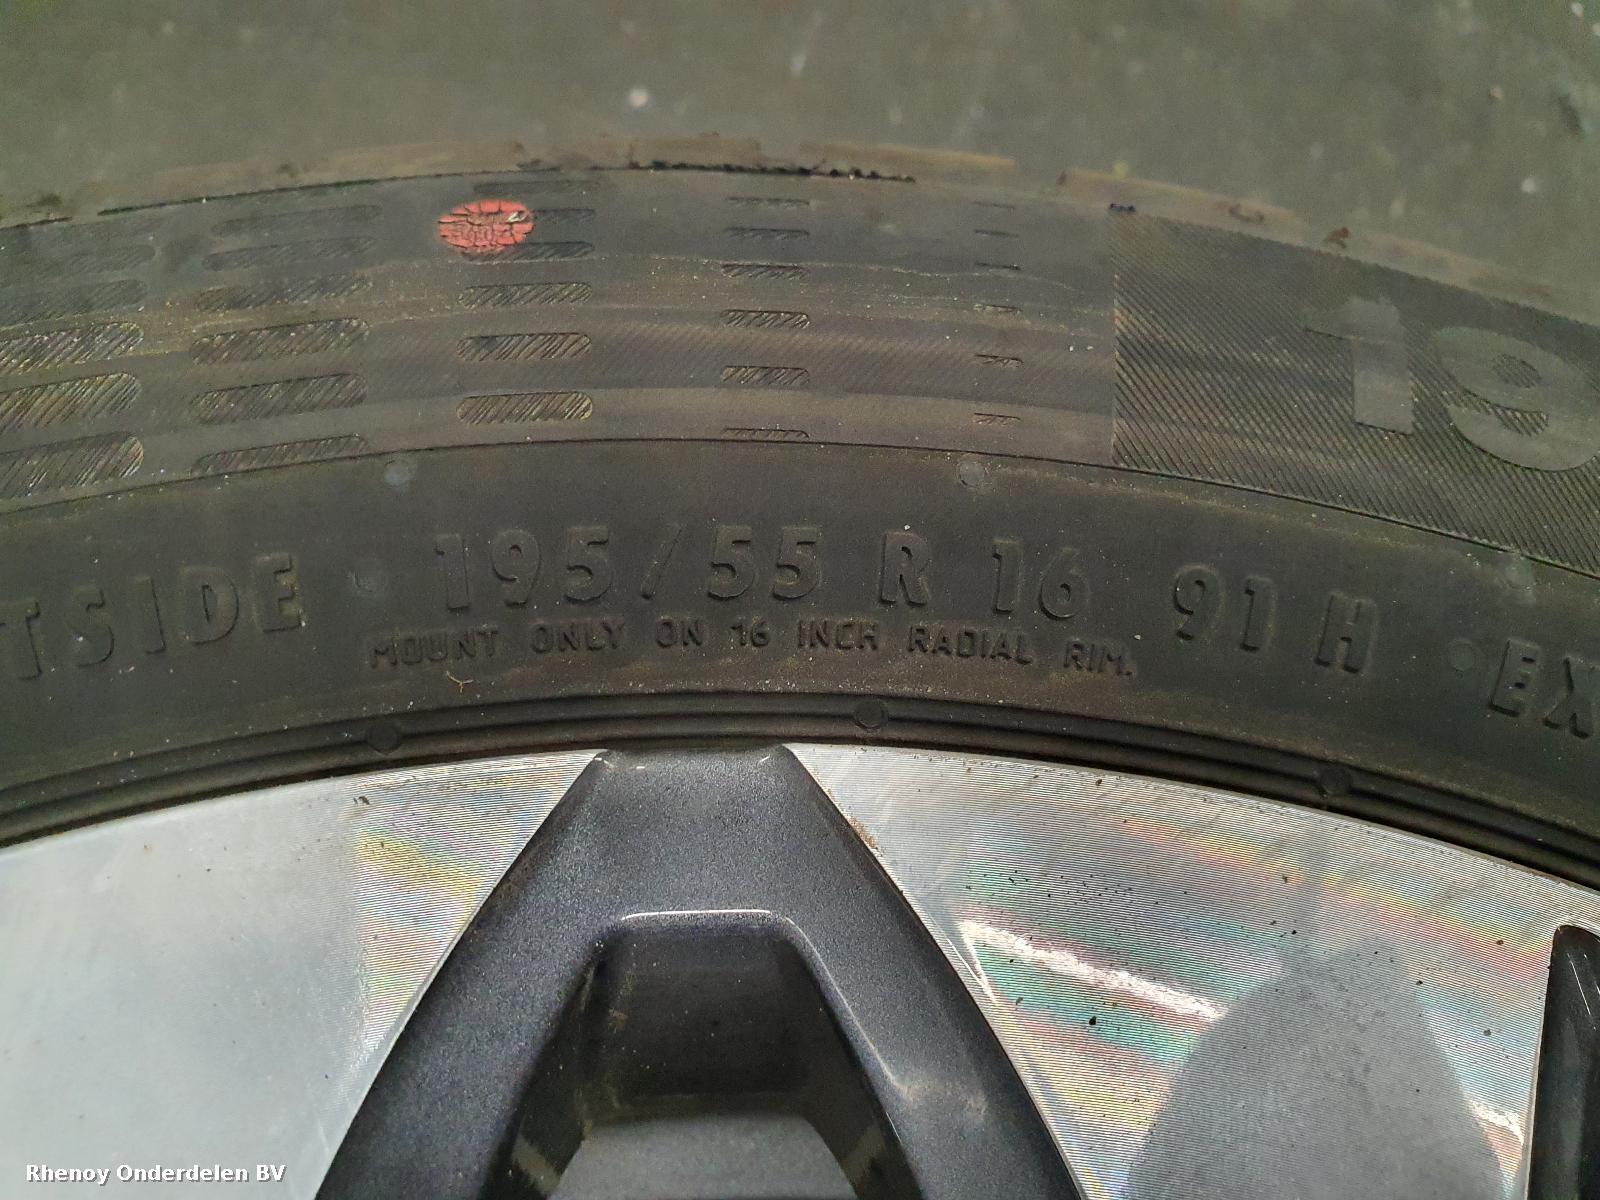 19
TSIDE 195/55 R 16 91 H EX
MOUNT ONLY ON 16 INCH RADIAL RIM.
Rhenoy Onderdelen BV